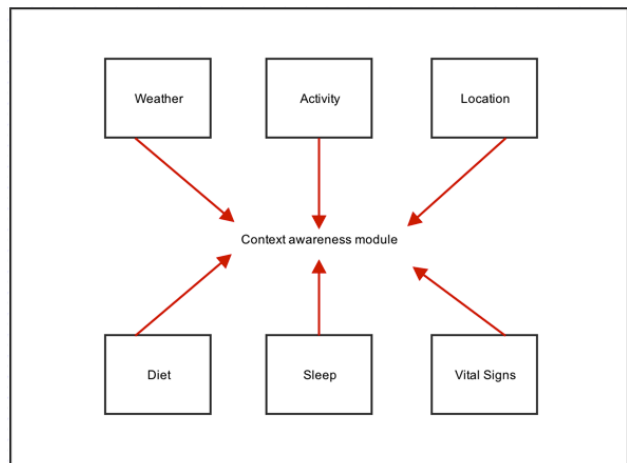 Weather
Activity
Location
Context awareness module
Diet
Sleep
Vital Signs